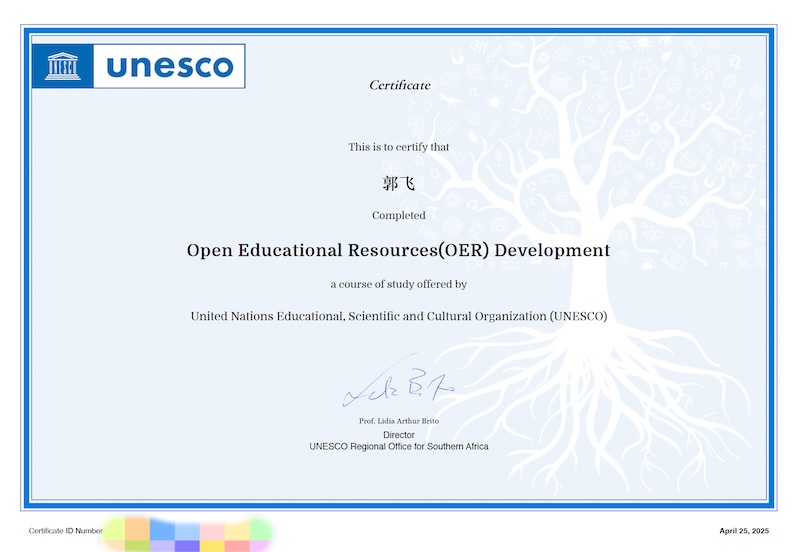 unesco
Certificate
This is to certify that
郭飞
Completed
Open Educational Resources(OER) Development
a course of study offered by
United Nations Educational, Scientific and Cultural Organization (UNESCO)
Prof. Lidia Arthur Brito
Director
UNESCO Regional Office for Southern Africa
Certificate ID Number
April 25, 2025